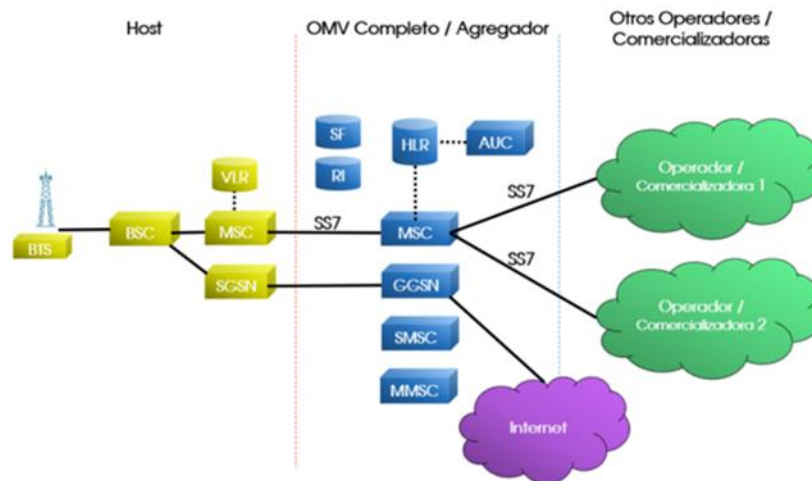 Host
OMV Completo / Agregador
Otros Operadores /
Comercializadoras
SF
HLR
AUC
VLR
RI
Operador /
Comercializadora 1
SS7
BTS
BSC
MSC
SS7
MSC
SS7
SGSN
GGSN
Operador /
Comercializadora 2
SMSC
MMSC
Internet